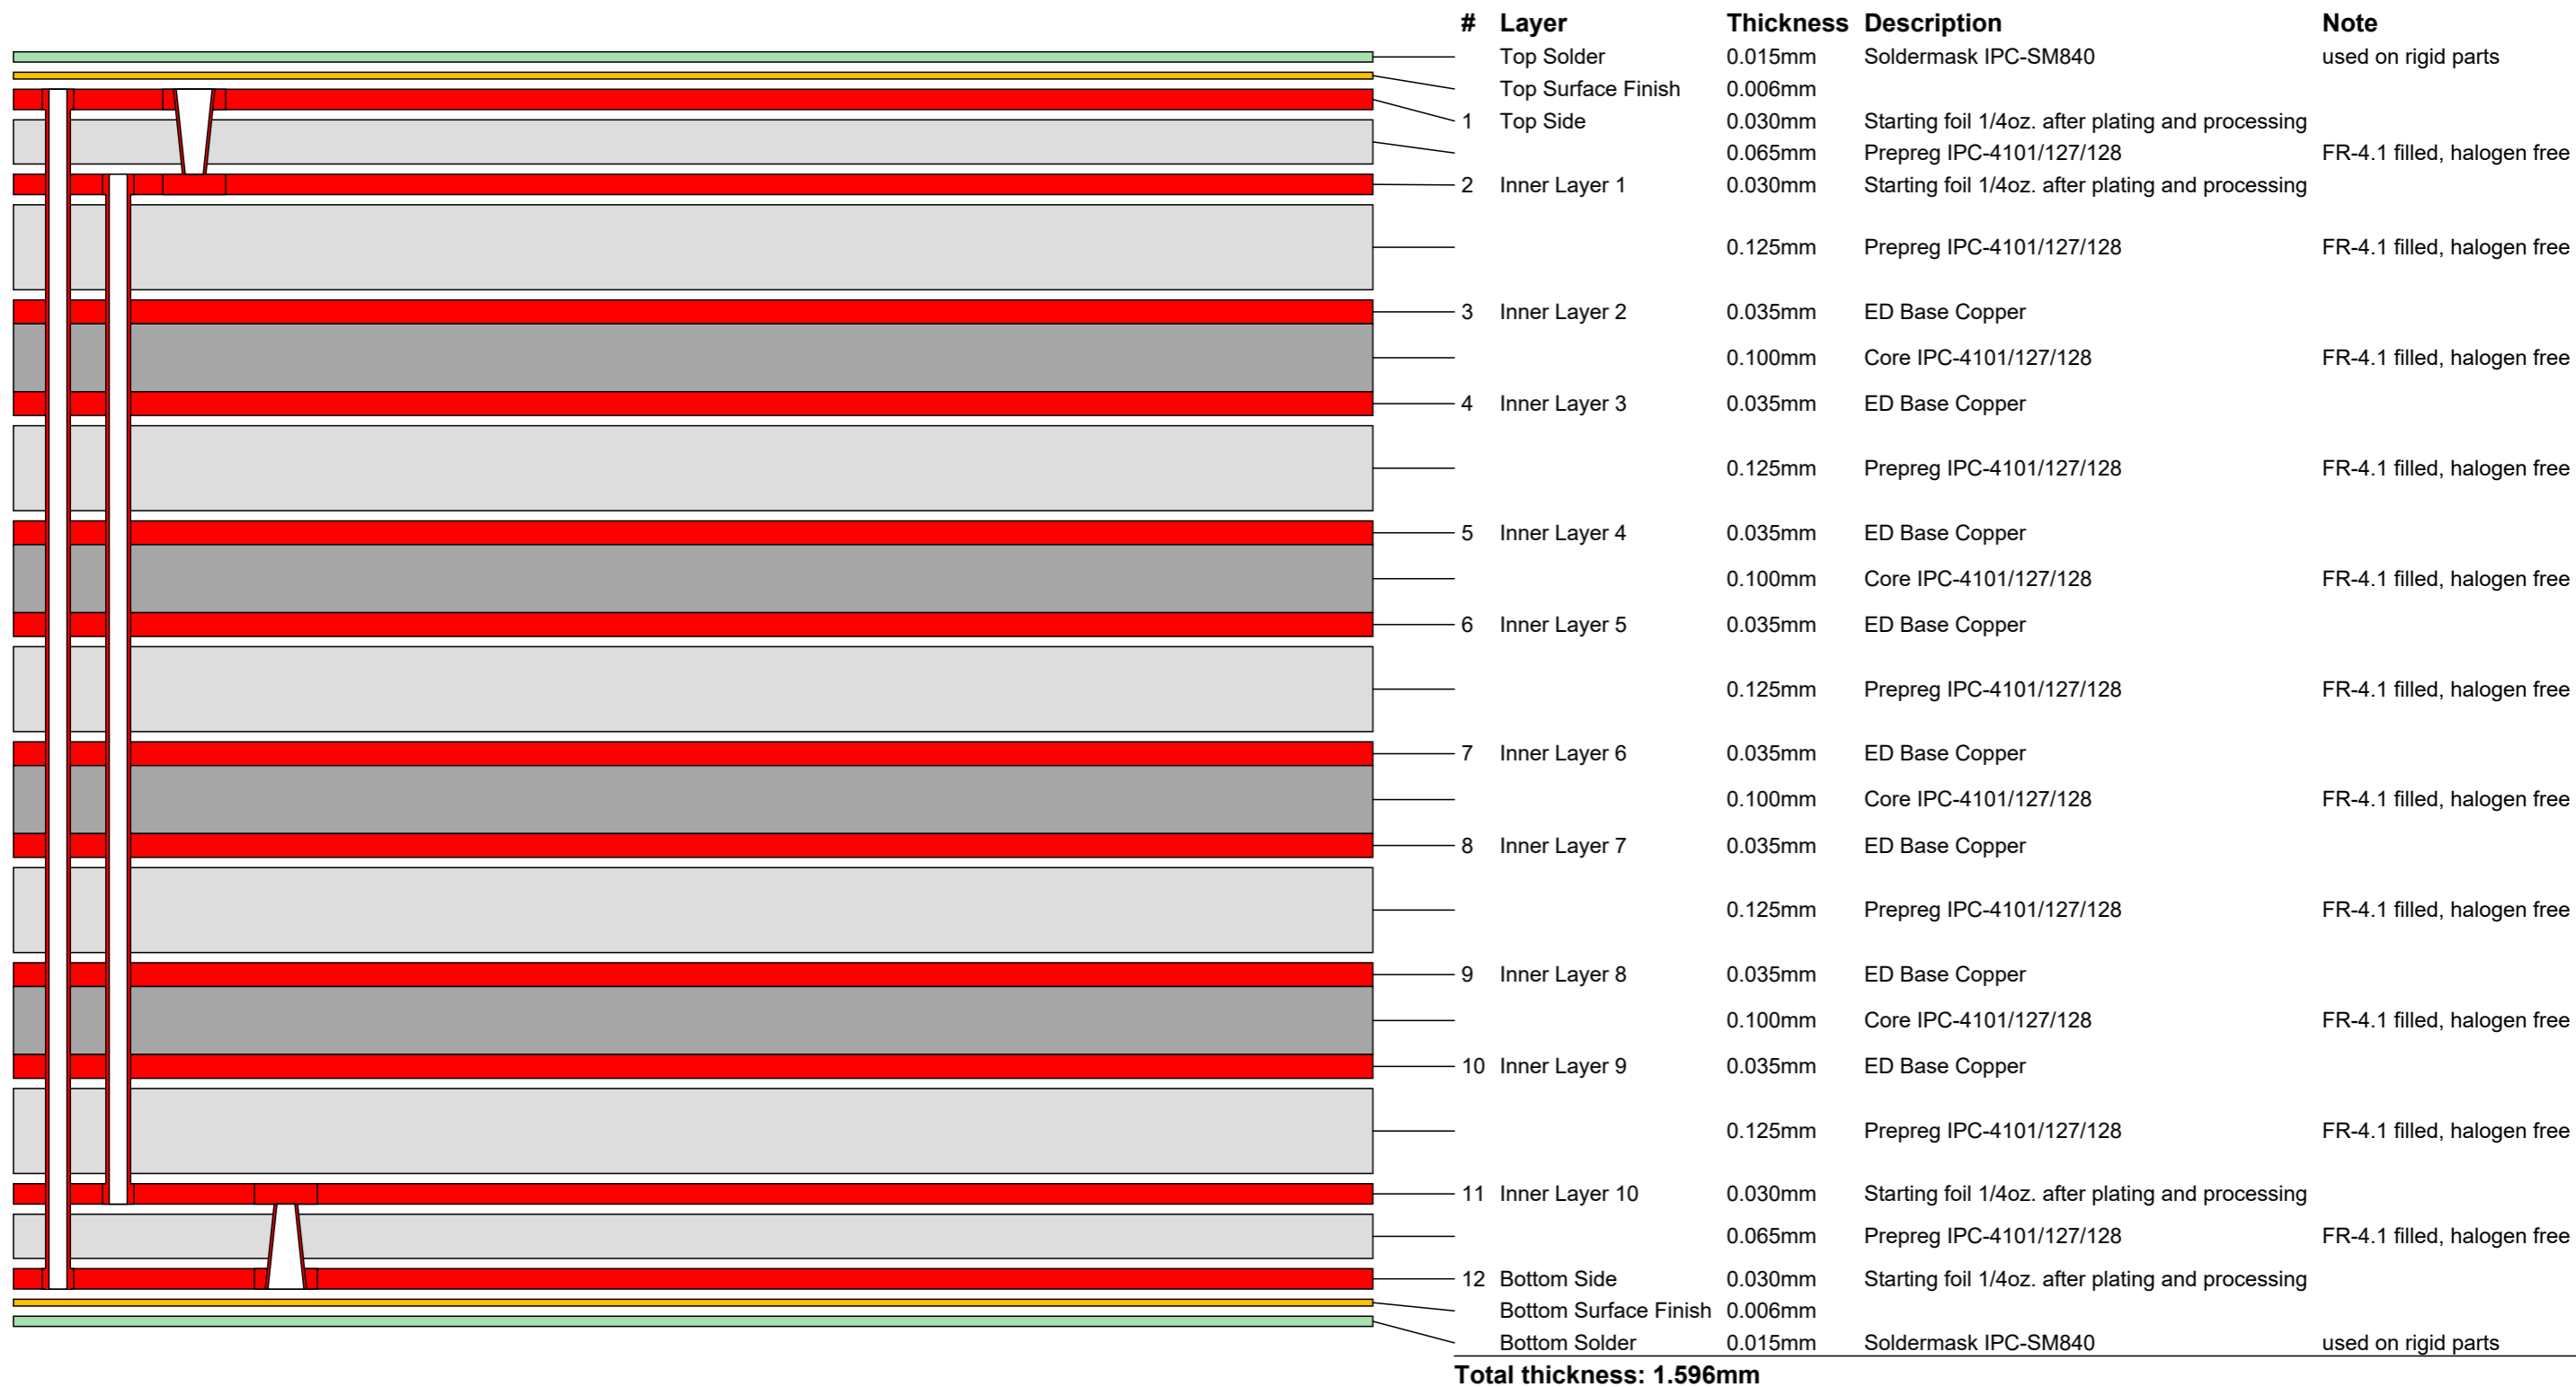 # Layer Thickness Description Note
Top Solder 0.015mm Soldermask IPC-SM840 used on rigid parts
Top Surface Finish 0.006mm
1 Top Side 0.030mm Starting foil 1/4oz. after plating and processing
0.065mm Prepreg IPC-4101/127/128 FR-4.1 filled, halogen free
2 Inner Layer 1 0.030mm Starting foil 1/4oz. after plating and processing
0.125mm Prepreg IPC-4101/127/128 FR-4.1 filled, halogen free
3 Inner Layer 2 0.035mm ED Base Copper
0.100mm Core IPC-4101/127/128 FR-4.1 filled, halogen free
4 Inner Layer 3 0.035mm ED Base Copper
0.125mm Prepreg IPC-4101/127/128 FR-4.1 filled, halogen free
5 Inner Layer 4 0.035mm ED Base Copper
0.100mm Core IPC-4101/127/128 FR-4.1 filled, halogen free
6 Inner Layer 5 0.035mm ED Base Copper
0.125mm Prepreg IPC-4101/127/128 FR-4.1 filled, halogen free
7 Inner Layer 6 0.035mm ED Base Copper
0.100mm Core IPC-4101/127/128 FR-4.1 filled, halogen free
8 Inner Layer 7 0.035mm ED Base Copper
0.125mm Prepreg IPC-4101/127/128 FR-4.1 filled, halogen free
9 Inner Layer 8 0.035mm ED Base Copper
0.100mm Core IPC-4101/127/128 FR-4.1 filled, halogen free
10 Inner Layer 9 0.035mm ED Base Copper
0.125mm Prepreg IPC-4101/127/128 FR-4.1 filled, halogen free
11 Inner Layer 10 0.030mm Starting foil 1/4oz. after plating and processing
0.065mm Prepreg IPC-4101/127/128 FR-4.1 filled, halogen free
12 Bottom Side 0.030mm Starting foil 1/4oz. after plating and processing
Bottom Surface Finish 0.006mm
Bottom Solder 0.015mm Soldermask IPC-SM840 used on rigid parts
Total thickness: 1.596mm